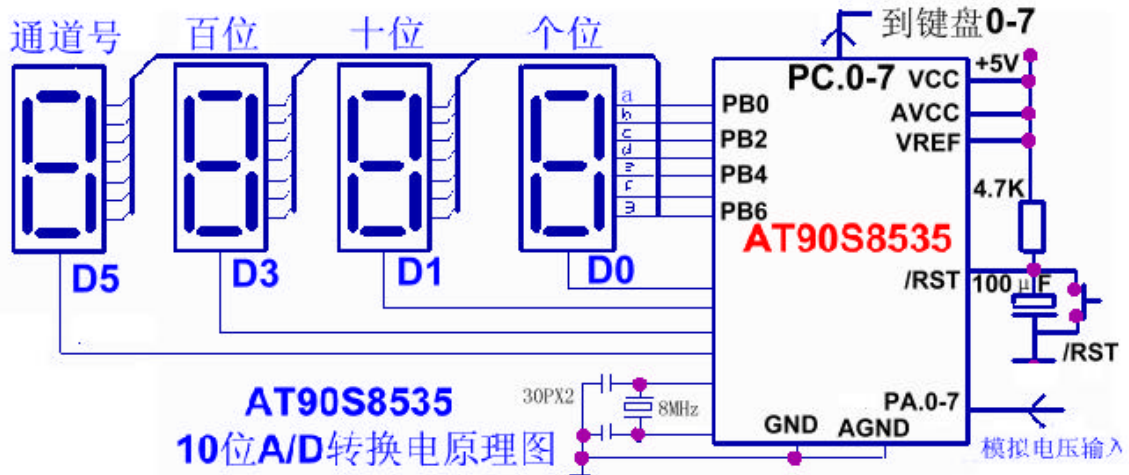 通道号 百位 十位 个位 到键盘0-7
PC.0-7 VCC +5V
PB0 AVCC
PB2 VREF
PB4 4.7K
PB6
a
b
c
d
e
f
g
AT90S8535
D5 D3 D1 D0 /RST 100μF
/RST
AT90S8535 30PX2 8MHz PA.0-7
GND AGND
10位A/D转换电原理图 模拟电压输入